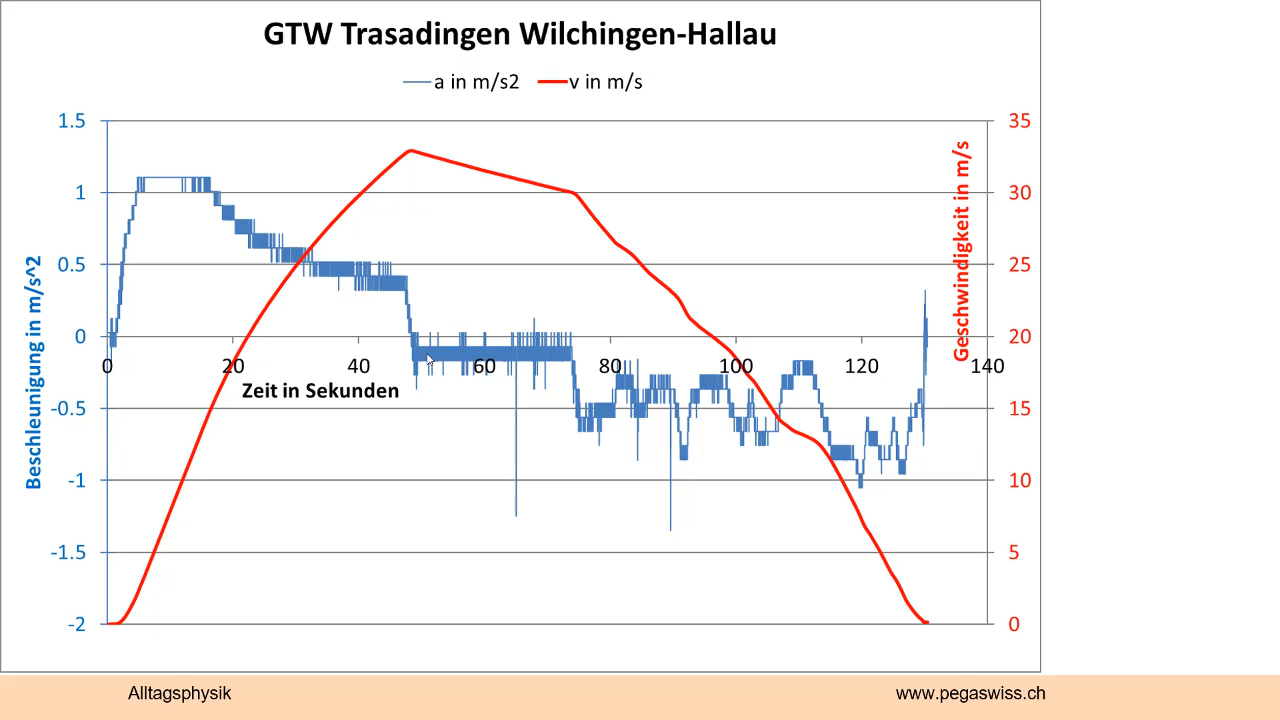 GTW Trasadingen Wilchingen-Hallau
a in m/s2 v in m/s
1.5
1
0.5
0
-0.5
-1
-1.5
-2
Beschleunigung in m/s^2
0 20 40 60 80 100 120 140
Zeit in Sekunden
35
30
25
20
15
10
5
0
Geschwindigkeit in m/s
Alltagsphysik www.pegaswiss.ch